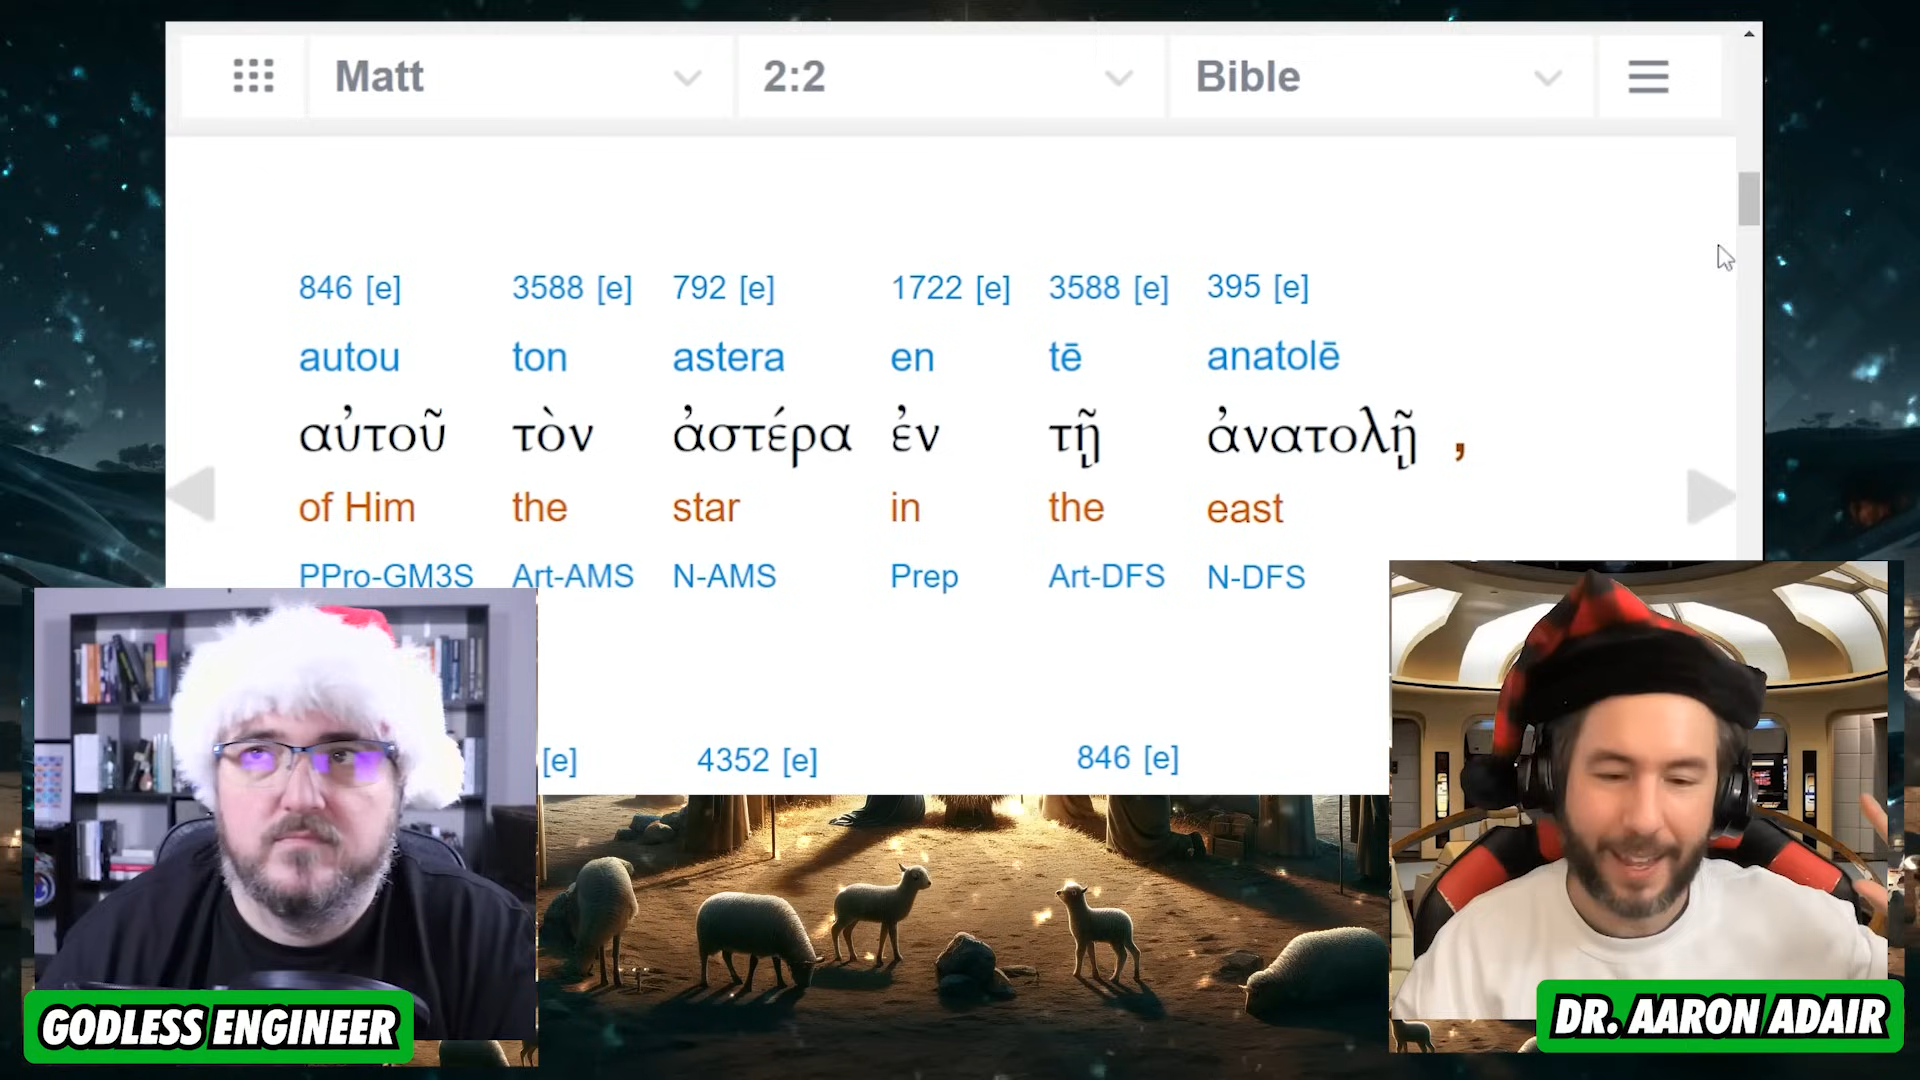 Matt 2:2 Bible
846 [e] 3588 [e] 792 [e] 1722 [e] 3588 [e] 395 [e]
autou ton astera en tē anatolē
αὐτοῦ τὸν ἀστέρα ἐν τῇ ἀνατολῇ ,
of Him the star in the east
PPro-GM3S Art-AMS N-AMS Prep Art-DFS N-DFS
[e] 4352 [e] 846 [e]
GODLESS ENGINEER
DR. AARON ADAIR